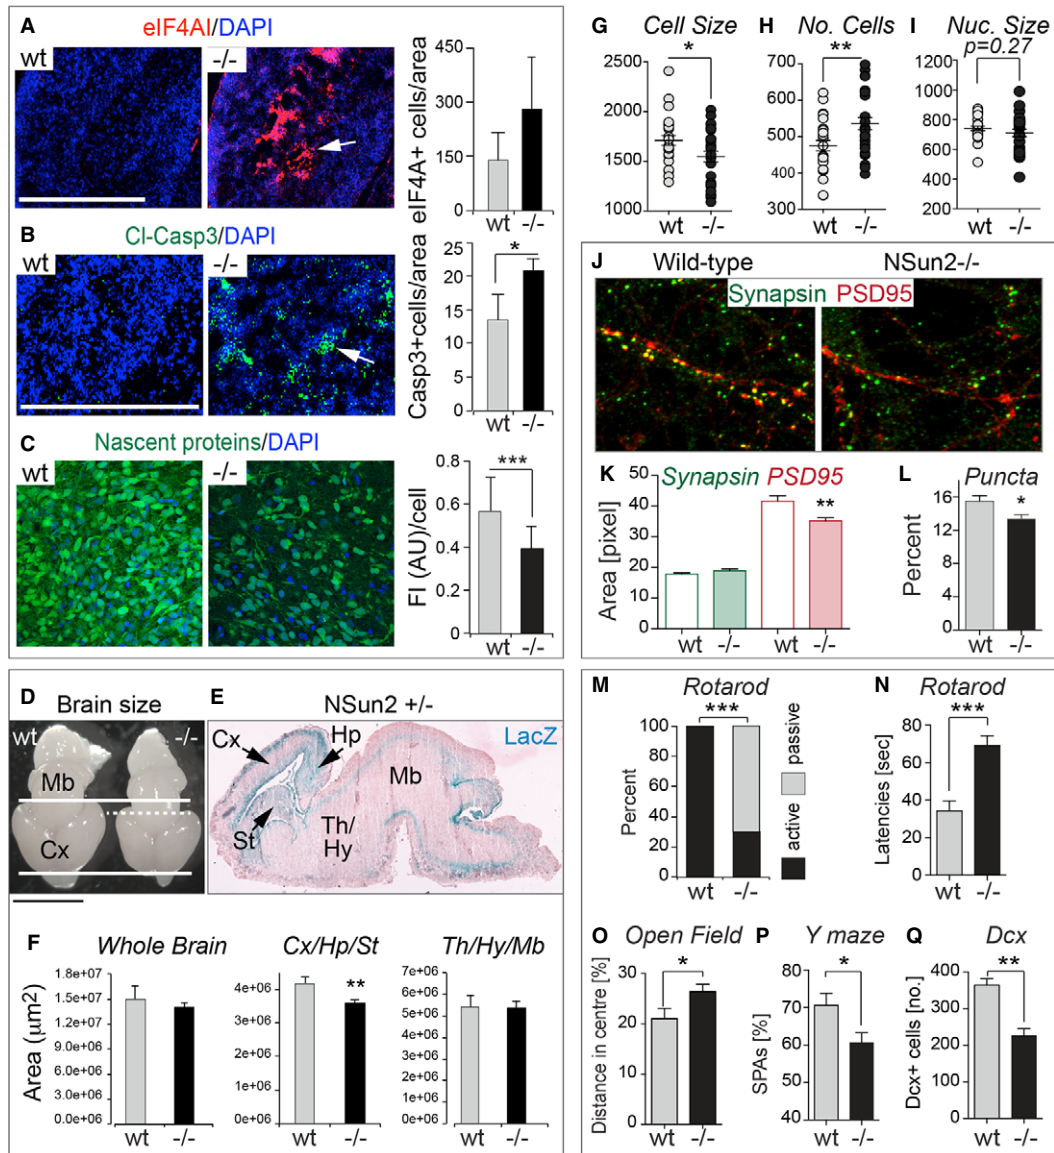 A
eIF4AI/DAPI
wt
-/-
eIF4A+ cells/area
450
300
150
0
wt -/-
B
Cl-Casp3/DAPI
wt
-/-
Casp3+cells/area
25
20
15
10
5
0
*
wt -/-
C
Nascent proteins/DAPI
wt
-/-
FI (AU)/cell
0.8
0.6
0.4
0.2
0
***
wt -/-
D Brain size
wt -/-
Mb
Cx
E NSun2 +/-
LacZ
Cx
Hp
Mb
St
Th/
Hy
F Whole Brain
Area (µm2)
1.8e+07
1.5e+07
1.2e+07
9.0e+06
6.0e+06
3.0e+06
0.0e+06
wt -/-
Cx/Hp/St
4e+06
3e+06
2e+06
1e+06
0e+06
**
wt -/-
Th/Hy/Mb
7e+06
6e+06
5e+06
4e+06
3e+06
2e+06
1e+06
0e+06
wt -/-
G Cell Size
*
2500
2000
1500
1000
wt -/-
H No. Cells
**
700
600
500
400
300
wt -/-
I Nuc. Size
p=0.27
1200
1000
800
600
400
200
wt -/-
J
Wild-type NSun2-/-
Synapsin PSD95
K
Synapsin PSD95
Area [pixel]
50
40
30
20
10
0
**
wt -/- wt -/-
L Puncta
Percent
16
12
8
4
0
*
wt -/-
M Rotarod
***
Percent
100
80
60
40
20
0
wt -/-
active passive
N Rotarod
***
Latencies [sec]
80
60
40
20
0
wt -/-
O Open Field
*
Distance in centre [%]
30
20
10
0
wt -/-
P Y maze
*
SPAs [%]
80
70
60
50
40
wt -/-
Q Dcx
**
Dcx+ cells [no.]
400
300
200
100
0
wt -/-